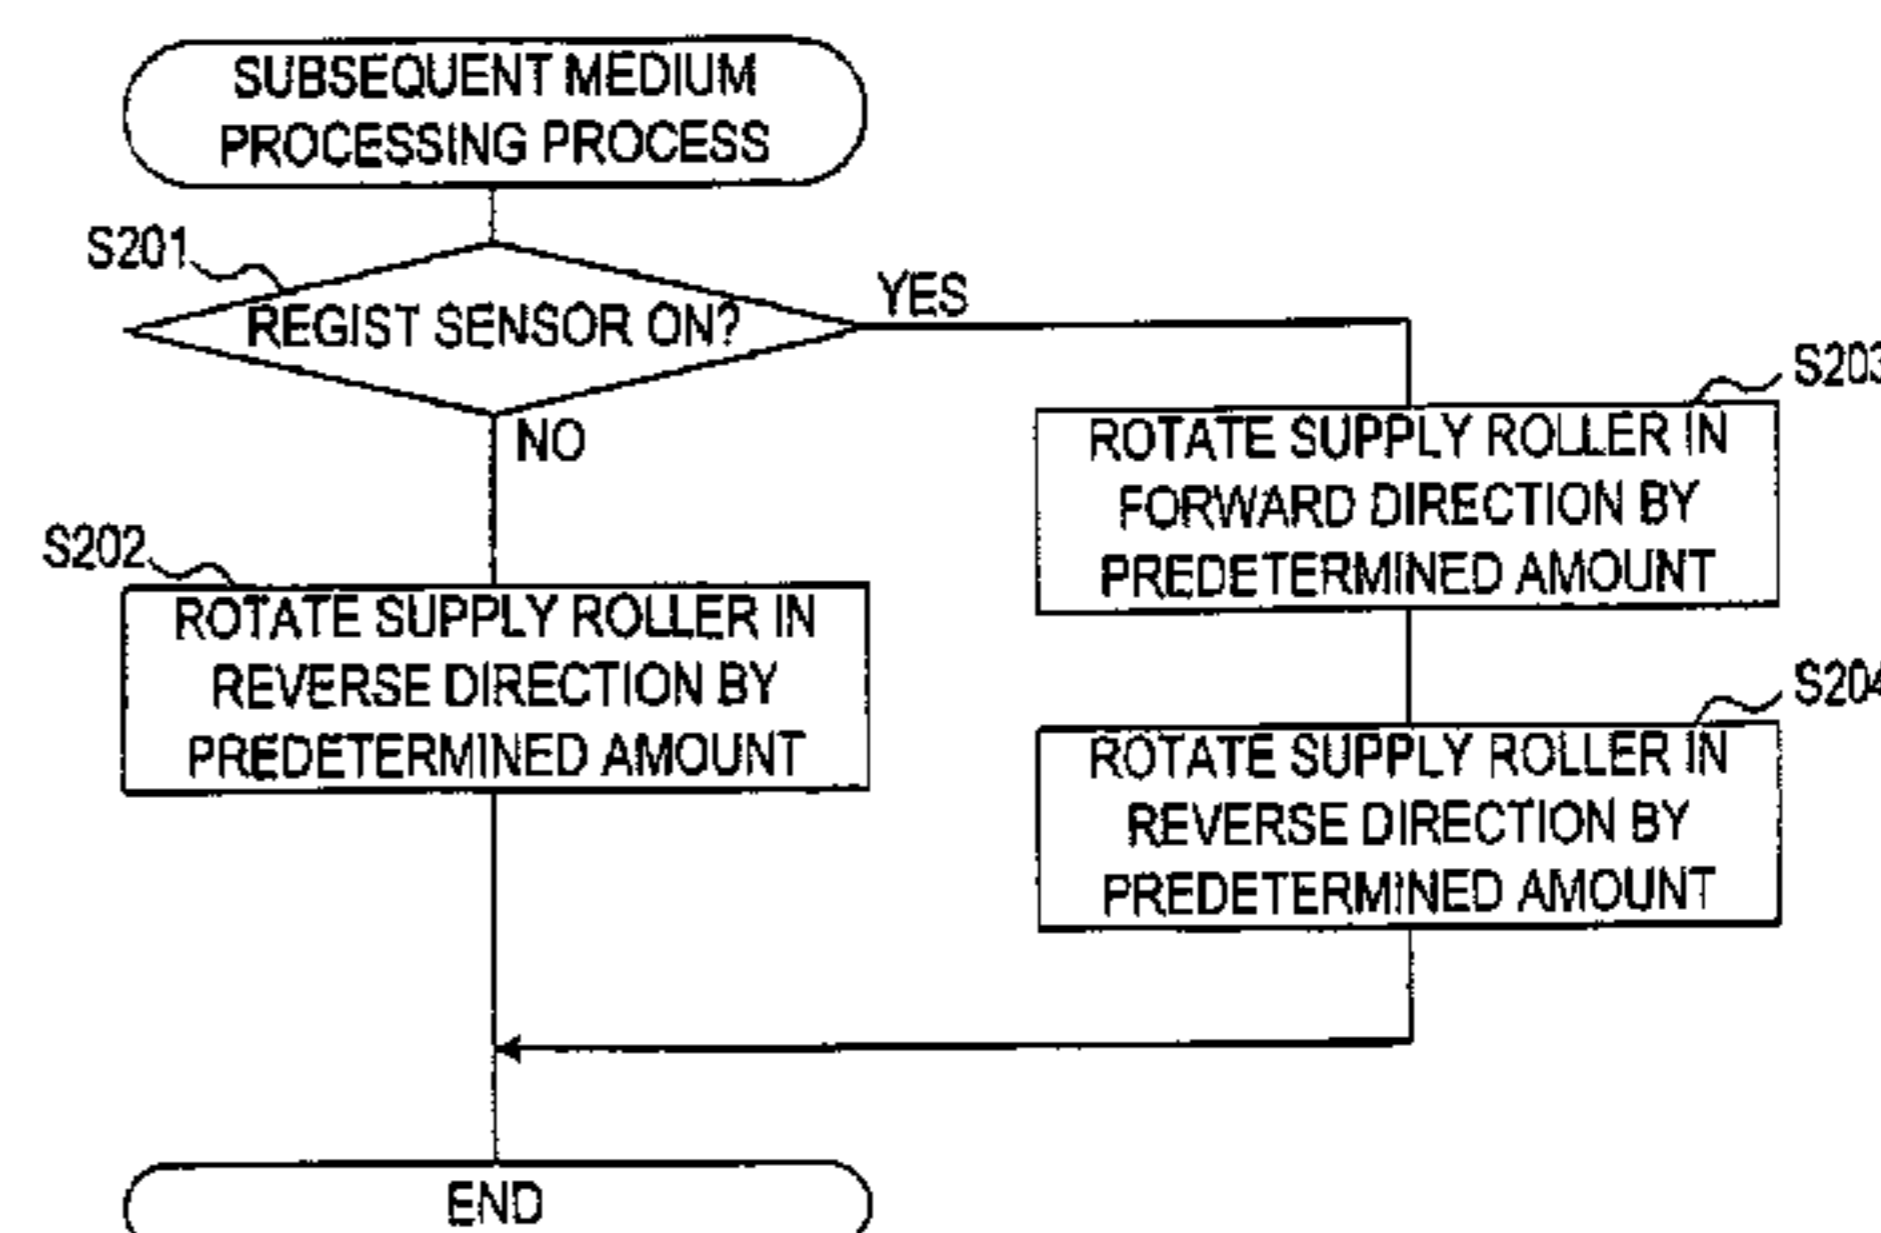 SUBSEQUENT MEDIUM
PROCESSING PROCESS
S201
REGIST SENSOR ON?
YES
NO
S203
ROTATE SUPPLY ROLLER IN
FORWARD DIRECTION BY
PREDETERMINED AMOUNT
S202
ROTATE SUPPLY ROLLER IN
REVERSE DIRECTION BY
PREDETERMINED AMOUNT
S204
ROTATE SUPPLY ROLLER IN
REVERSE DIRECTION BY
PREDETERMINED AMOUNT
END